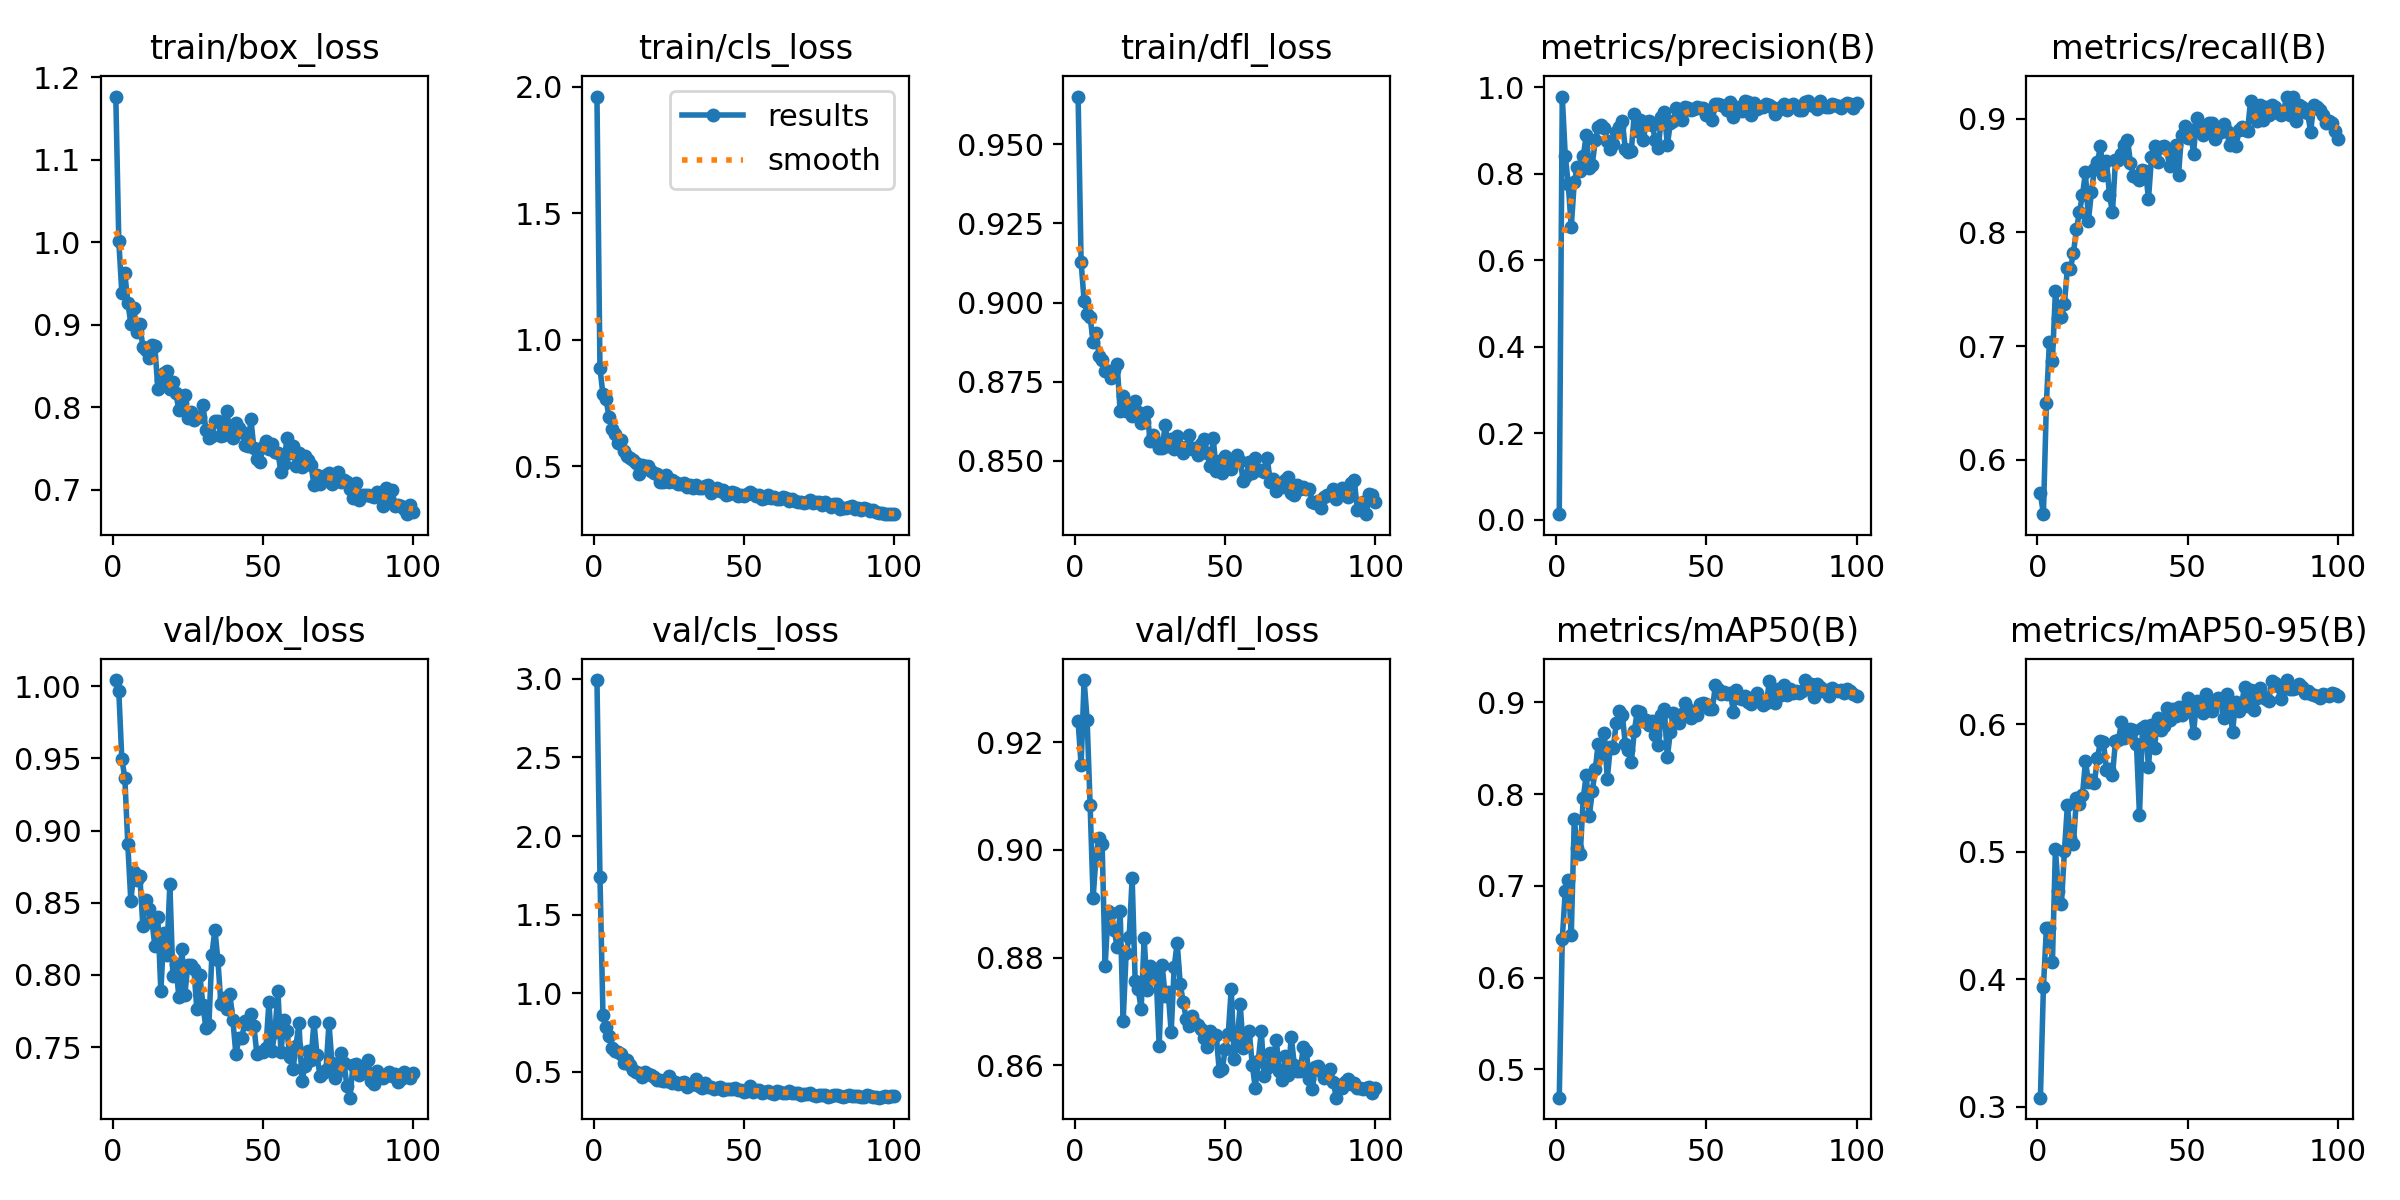 train/box_loss
1.2
1.1
1.0
0.9
0.8
0.7
0 50 100
train/cls_loss
results
smooth
2.0
1.5
1.0
0.5
0 50 100
train/dfl_loss
0.950
0.925
0.900
0.875
0.850
0 50 100
metrics/precision(B)
1.0
0.8
0.6
0.4
0.2
0.0
0 50 100
metrics/recall(B)
0.9
0.8
0.7
0.6
0 50 100
val/box_loss
1.00
0.95
0.90
0.85
0.80
0.75
0 50 100
val/cls_loss
3.0
2.5
2.0
1.5
1.0
0.5
0 50 100
val/dfl_loss
0.92
0.90
0.88
0.86
0 50 100
metrics/mAP50(B)
0.9
0.8
0.7
0.6
0.5
0 50 100
metrics/mAP50-95(B)
0.6
0.5
0.4
0.3
0 50 100